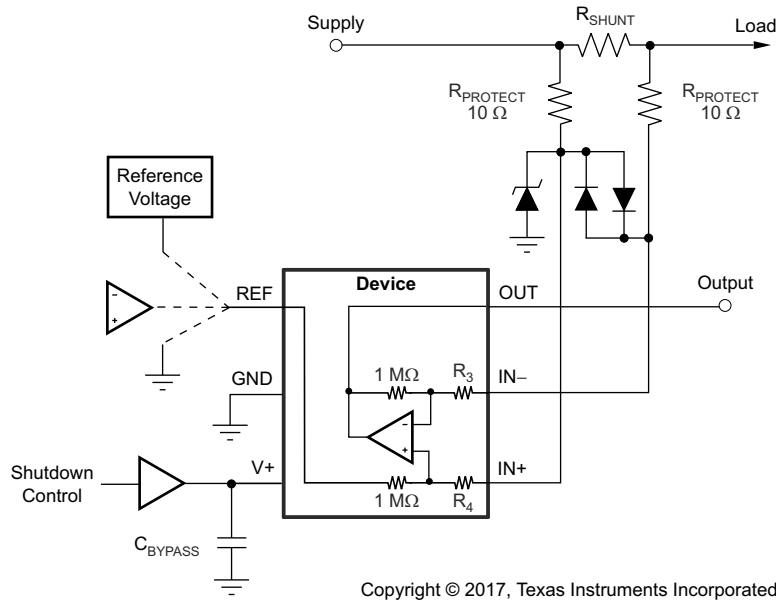 R_SHUNT
Supply
Load
R_PROTECT
10 Ω
R_PROTECT
10 Ω
Reference
Voltage
Device
REF
OUT
Output
GND
1 MΩ
R_3
IN−
-
+
-
+
Shutdown
Control
V+
1 MΩ
R_4
IN+
C_BYPASS
Copyright © 2017, Texas Instruments Incorporated